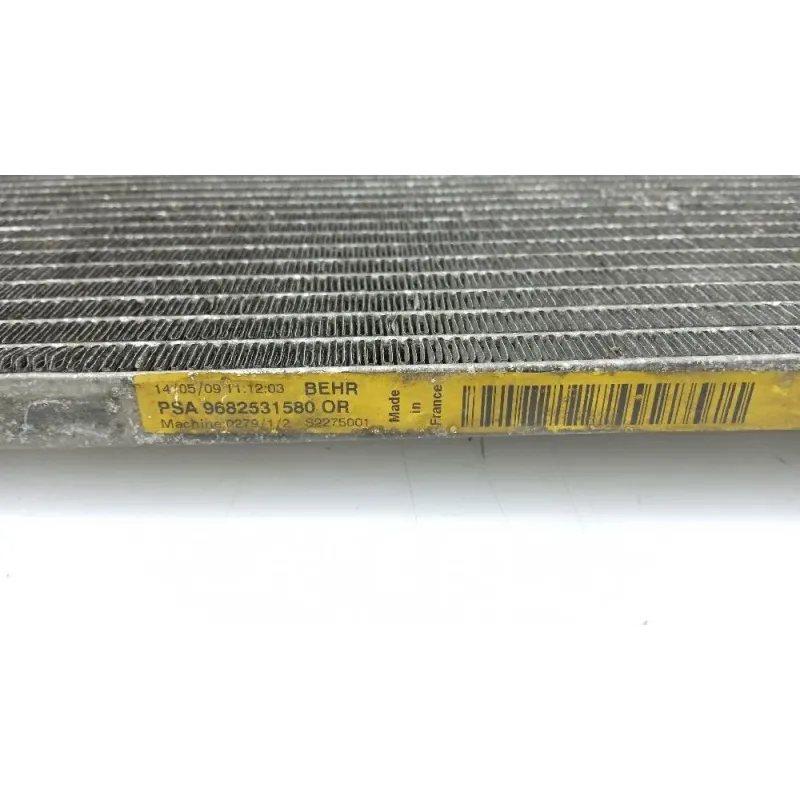 14/05/09 11:12:03 BEHR
PSA 9682531580 OR
Machine:0279/1/2 S2275001
Made
in
France